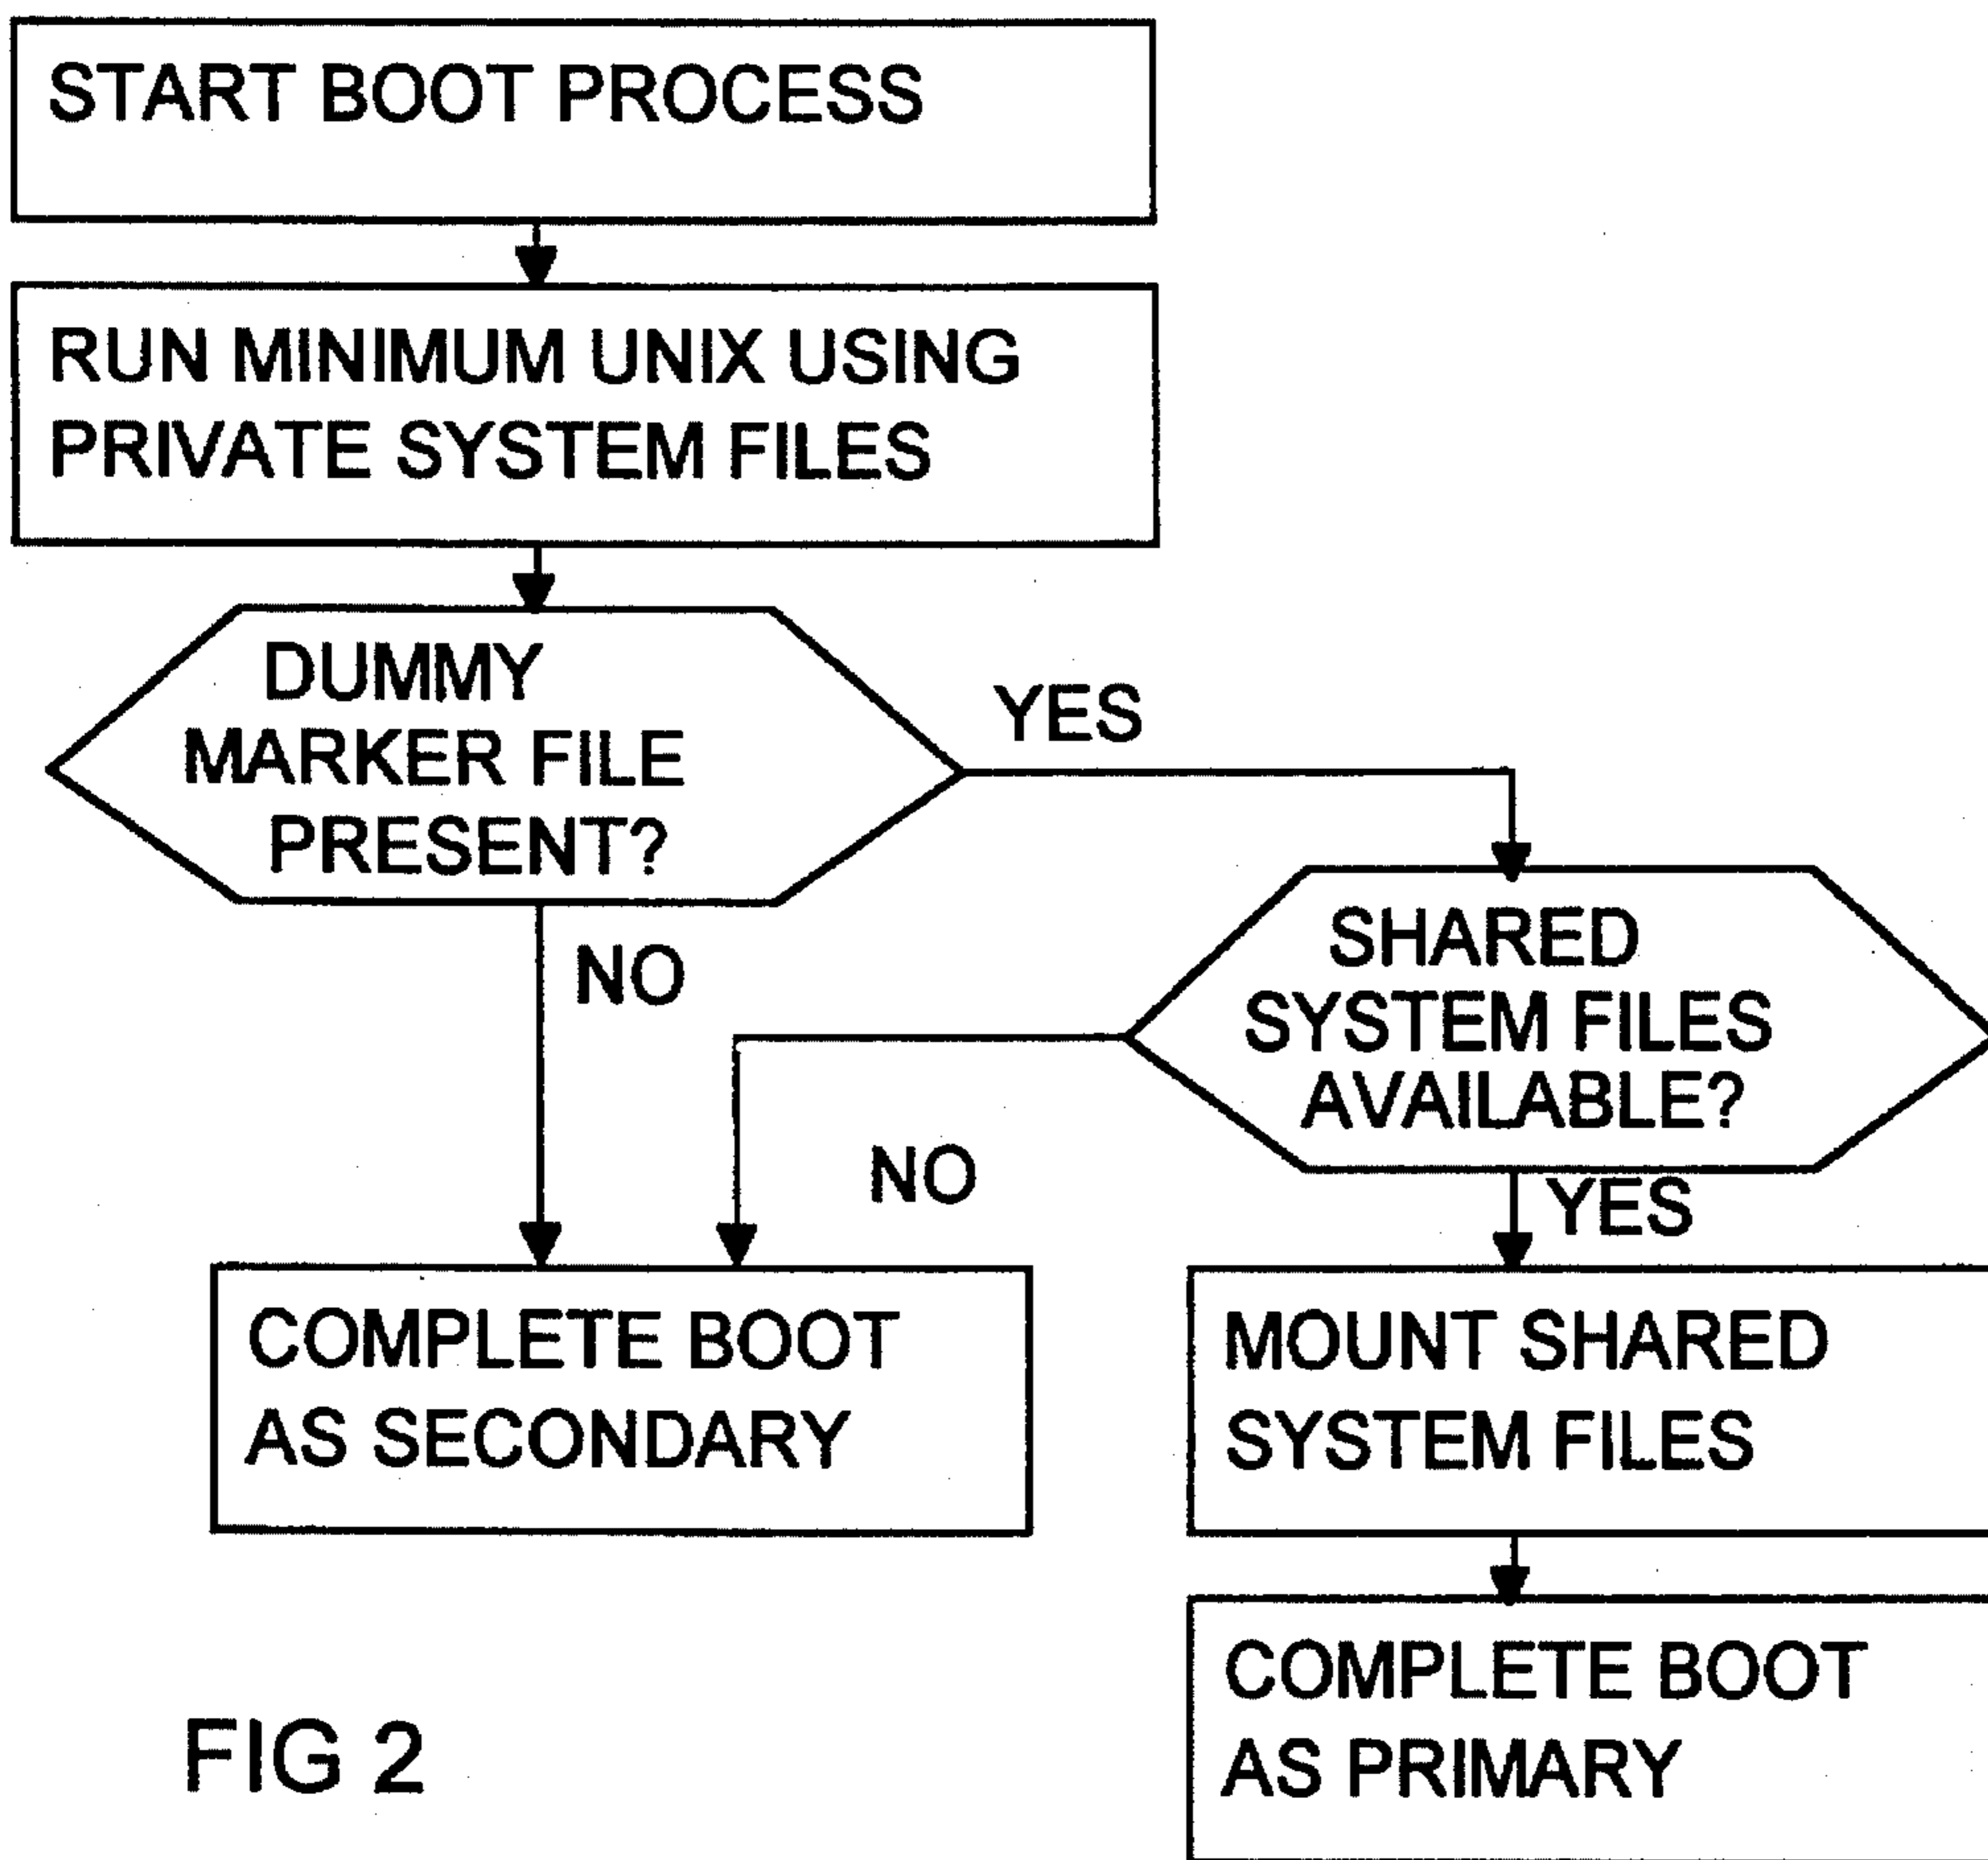 START BOOT PROCESS
RUN MINIMUM UNIX USING
PRIVATE SYSTEM FILES
DUMMY
MARKER FILE
PRESENT?
YES
NO
SHARED
SYSTEM FILES
AVAILABLE?
NO
YES
COMPLETE BOOT
AS SECONDARY
MOUNT SHARED
SYSTEM FILES
COMPLETE BOOT
AS PRIMARY
FIG 2